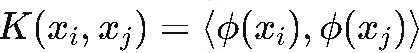 K(x_i, x_j) = ⟨ϕ(x_i), ϕ(x_j)⟩